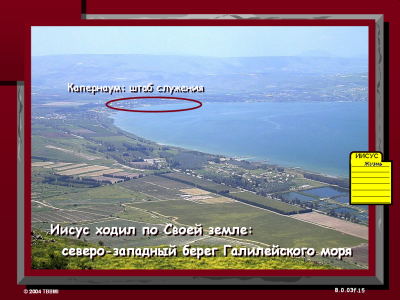 Капернаум: штаб служения
ИИСУС
Жизнь
Иисус ходил по Своей земле:
северо-западный берег Галилейского моря
© 2004 TBBMI
8.0.03f.15